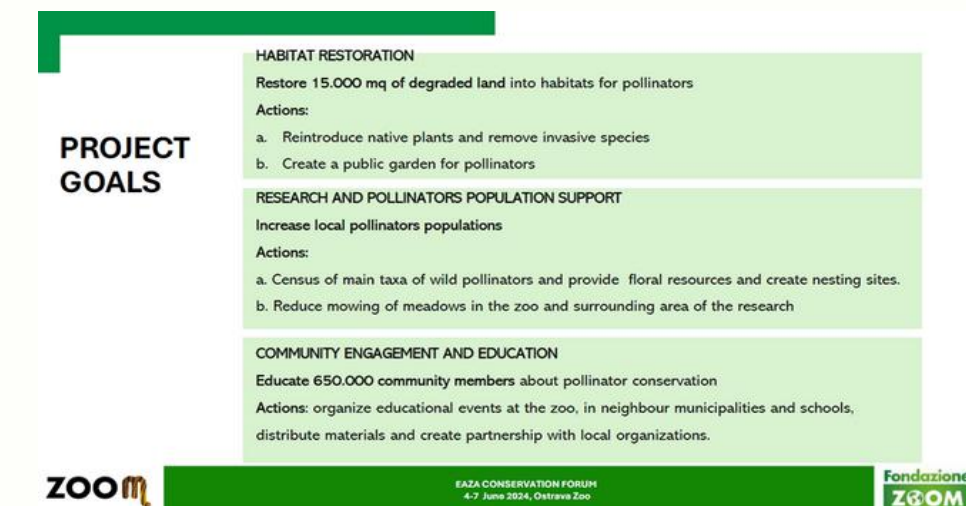 PROJECT
GOALS
HABITAT RESTORATION
Restore 15.000 mq of degraded land into habitats for pollinators
Actions:
a. Reintroduce native plants and remove invasive species
b. Create a public garden for pollinators
RESEARCH AND POLLINATORS POPULATION SUPPORT
Increase local pollinators populations
Actions:
a. Census of main taxa of wild pollinators and provide floral resources and create nesting sites.
b. Reduce mowing of meadows in the zoo and surrounding area of the research
COMMUNITY ENGAGEMENT AND EDUCATION
Educate 650.000 community members about pollinator conservation
Actions: organize educational events at the zoo, in neighbour municipalities and schools,
distribute materials and create partnership with local organizations.
ZOOM
EAZA CONSERVATION FORUM
4-7 June 2024, Ostrava Zoo
Fondazione
ZOOM